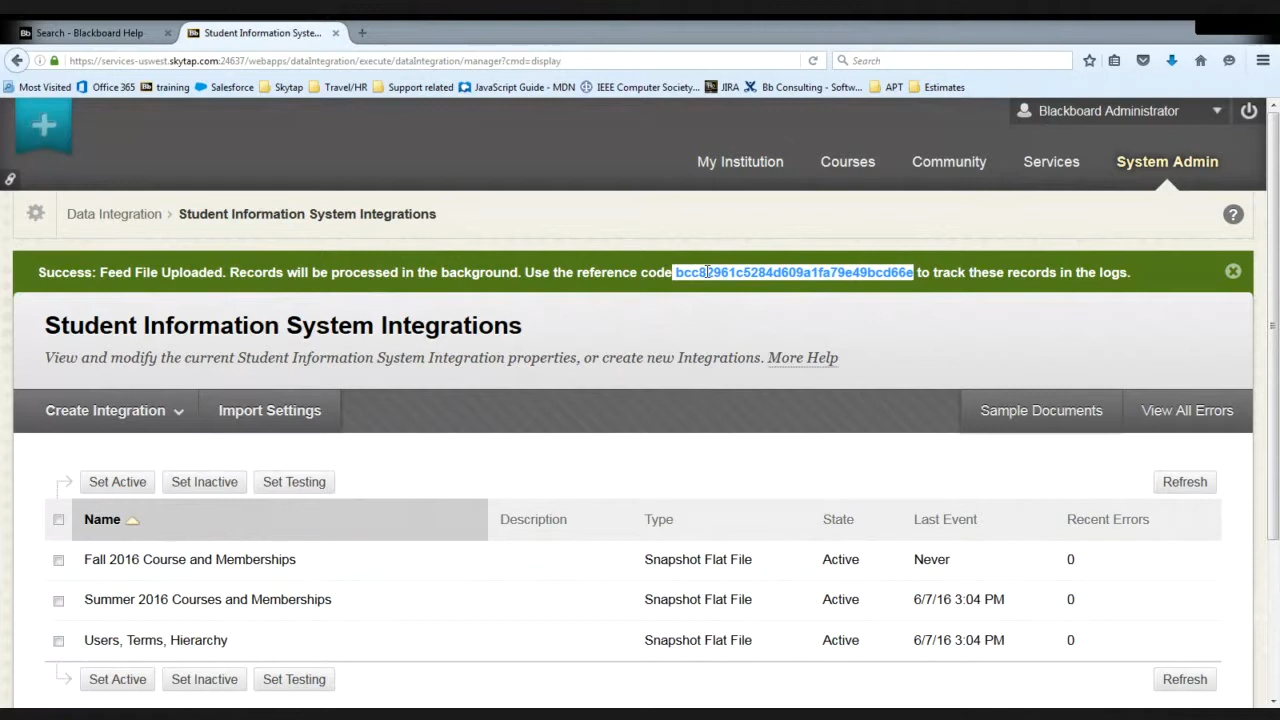 Bb Search - Blackboard Help
Bb Student Information Syste...
https://services-uswest.skytap.com:24637/webapps/dataIntegration/execute/dataIntegration/manager?cmd=display
Search
Most Visited Office 365 Bb training Salesforce Skytap Travel/HR Support related JavaScript Guide - MDN IEEE Computer Society... JIRA Bb Consulting - Softw... APT Estimates
Blackboard Administrator
My Institution Courses Community Services System Admin
Data Integration > Student Information System Integrations ?
Success: Feed File Uploaded. Records will be processed in the background. Use the reference code bcc82961c5284d609a1fa79e49bcd66e to track these records in the logs.
Student Information System Integrations
View and modify the current Student Information System Integration properties, or create new Integrations. More Help
Create Integration Import Settings Sample Documents View All Errors
Set Active Set Inactive Set Testing Refresh
Name Description Type State Last Event Recent Errors
Fall 2016 Course and Memberships Snapshot Flat File Active Never 0
Summer 2016 Courses and Memberships Snapshot Flat File Active 6/7/16 3:04 PM 0
Users, Terms, Hierarchy Snapshot Flat File Active 6/7/16 3:04 PM 0
Set Active Set Inactive Set Testing Refresh